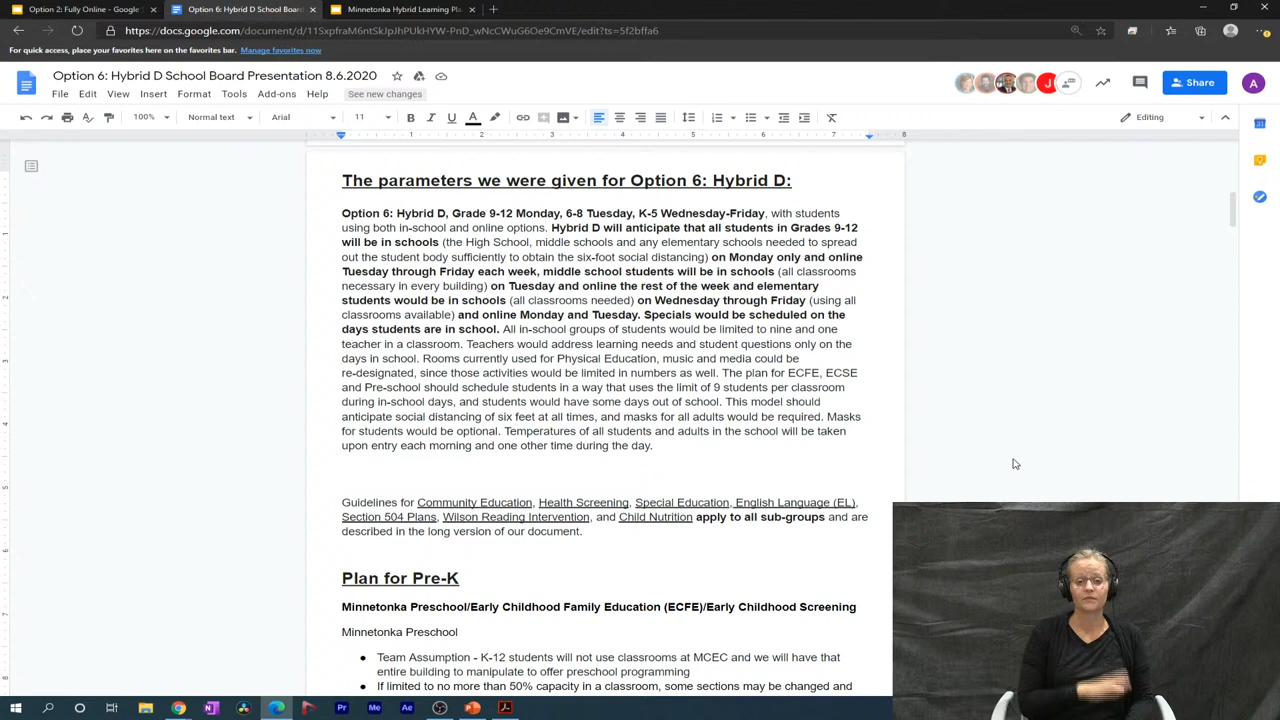 Option 2: Fully Online - Google S
Option 6: Hybrid D School Board
Minnetonka Hybrid Learning Pla
https://docs.google.com/document/d/11SxpfraM6ntSkJpJhPUkHYW-PnD_wNcCWuG6Oe9CmVE/edit?ts=5f2bffa6
For quick access, place your favorites here on the favorites bar. Manage favorites now
Option 6: Hybrid D School Board Presentation 8.6.2020
J
Share
A
File Edit View Insert Format Tools Add-ons Help See new changes
100% Normal text Arial 11 B I U A Editing
1 2 3 4 5 6 7 8
The parameters we were given for Option 6: Hybrid D:
Option 6: Hybrid D, Grade 9-12 Monday, 6-8 Tuesday, K-5 Wednesday-Friday, with students
using both in-school and online options. Hybrid D will anticipate that all students in Grades 9-12
will be in schools (the High School, middle schools and any elementary schools needed to spread
out the student body sufficiently to obtain the six-foot social distancing) on Monday only and online
Tuesday through Friday each week, middle school students will be in schools (all classrooms
necessary in every building) on Tuesday and online the rest of the week and elementary
students would be in schools (all classrooms needed) on Wednesday through Friday (using all
classrooms available) and online Monday and Tuesday. Specials would be scheduled on the
days students are in school. All in-school groups of students would be limited to nine and one
teacher in a classroom. Teachers would address learning needs and student questions only on the
days in school. Rooms currently used for Physical Education, music and media could be
re-designated, since those activities would be limited in numbers as well. The plan for ECFE, ECSE
and Pre-school should schedule students in a way that uses the limit of 9 students per classroom
during in-school days, and students would have some days out of school. This model should
anticipate social distancing of six feet at all times, and masks for all adults would be required. Masks
for students would be optional. Temperatures of all students and adults in the school will be taken
upon entry each morning and one other time during the day.
Guidelines for Community Education, Health Screening, Special Education, English Language (EL),
Section 504 Plans, Wilson Reading Intervention, and Child Nutrition apply to all sub-groups and are
described in the long version of our document.
Plan for Pre-K
Minnetonka Preschool/Early Childhood Family Education (ECFE)/Early Childhood Screening
Minnetonka Preschool
● Team Assumption - K-12 students will not use classrooms at MCEC and we will have that
entire building to manipulate to offer preschool programming
● If limited to no more than 50% capacity in a classroom, some sections may be changed and
Pr Me Ae